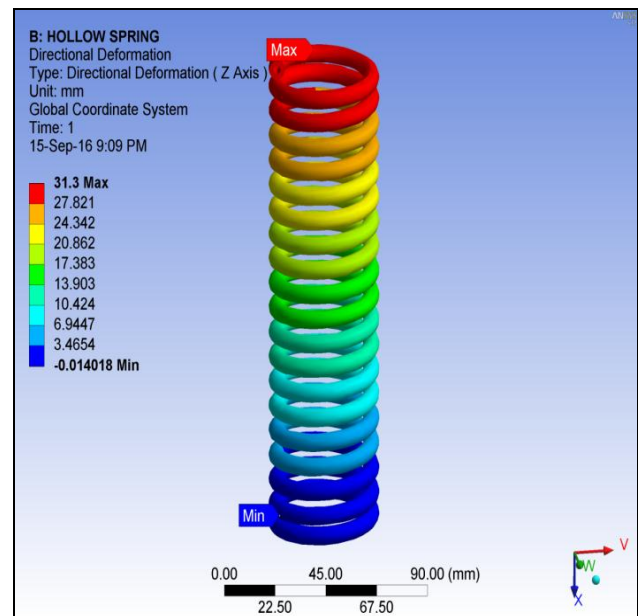 B: HOLLOW SPRING
Directional Deformation
Type: Directional Deformation ( Z Axis )
Unit: mm
Global Coordinate System
Time: 1
15-Sep-16 9:09 PM
31.3 Max
27.821
24.342
20.862
17.383
13.903
10.424
6.9447
3.4654
-0.014018 Min
Max
Min
0.00 45.00 90.00 (mm)
22.50 67.50
V
W
X